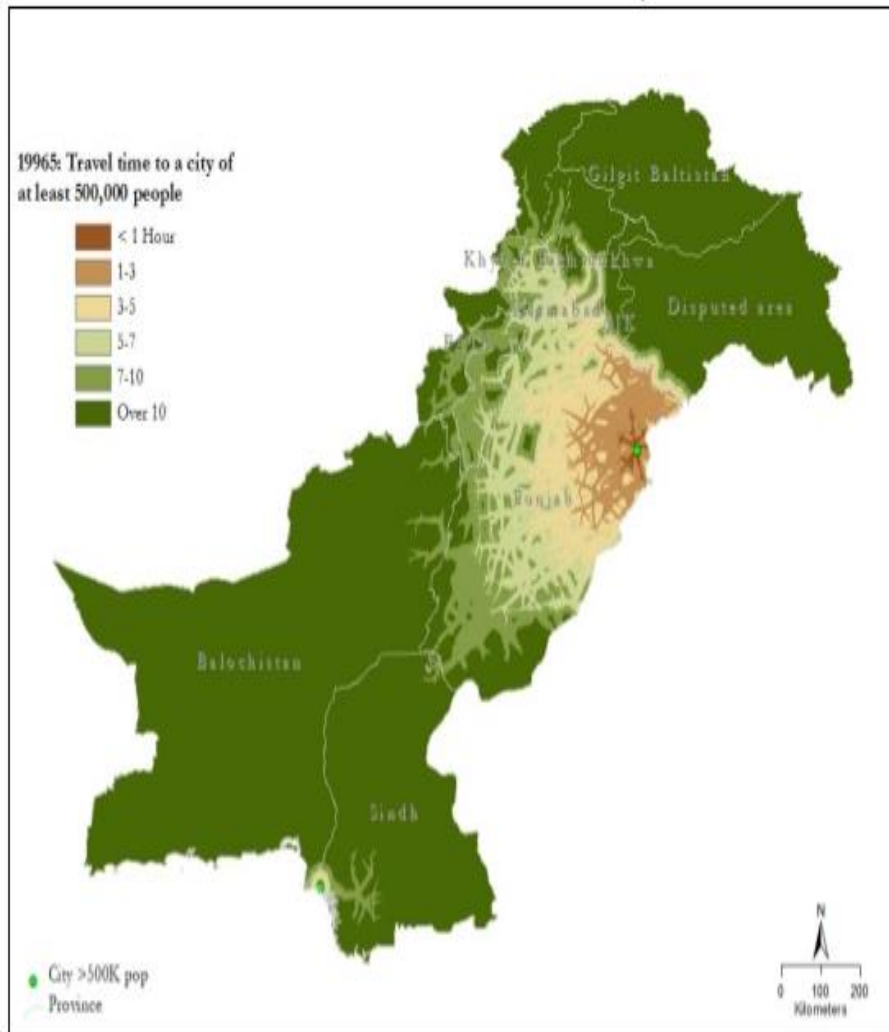 19965: Travel time to a city of
at least 500,000 people
< 1 Hour
1-3
3-5
5-7
7-10
Over 10
Gilgit Baltistan
Disputed area
Punjab
Balochistan
Sindh
City >500K pop
Province
N
0 100 200
Kilometers